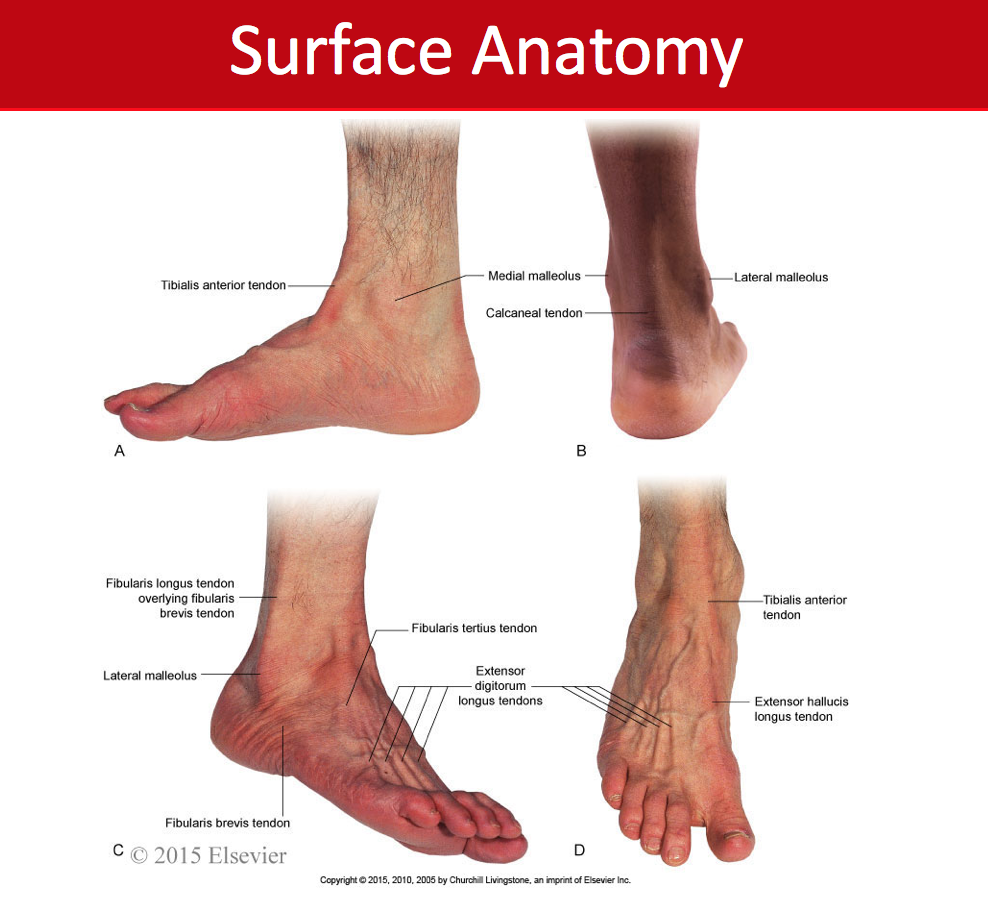 Surface Anatomy
Tibialis anterior tendon
Medial malleolus
Lateral malleolus
Calcaneal tendon
A
B
Fibularis longus tendon
overlying fibularis
brevis tendon
Fibularis tertius tendon
Lateral malleolus
Extensor
digitorum
longus tendons
Tibialis anterior
tendon
Extensor hallucis
longus tendon
Fibularis brevis tendon
C
© 2015 Elsevier
D
Copyright © 2015, 2010, 2005 by Churchill Livingstone, an imprint of Elsevier Inc.